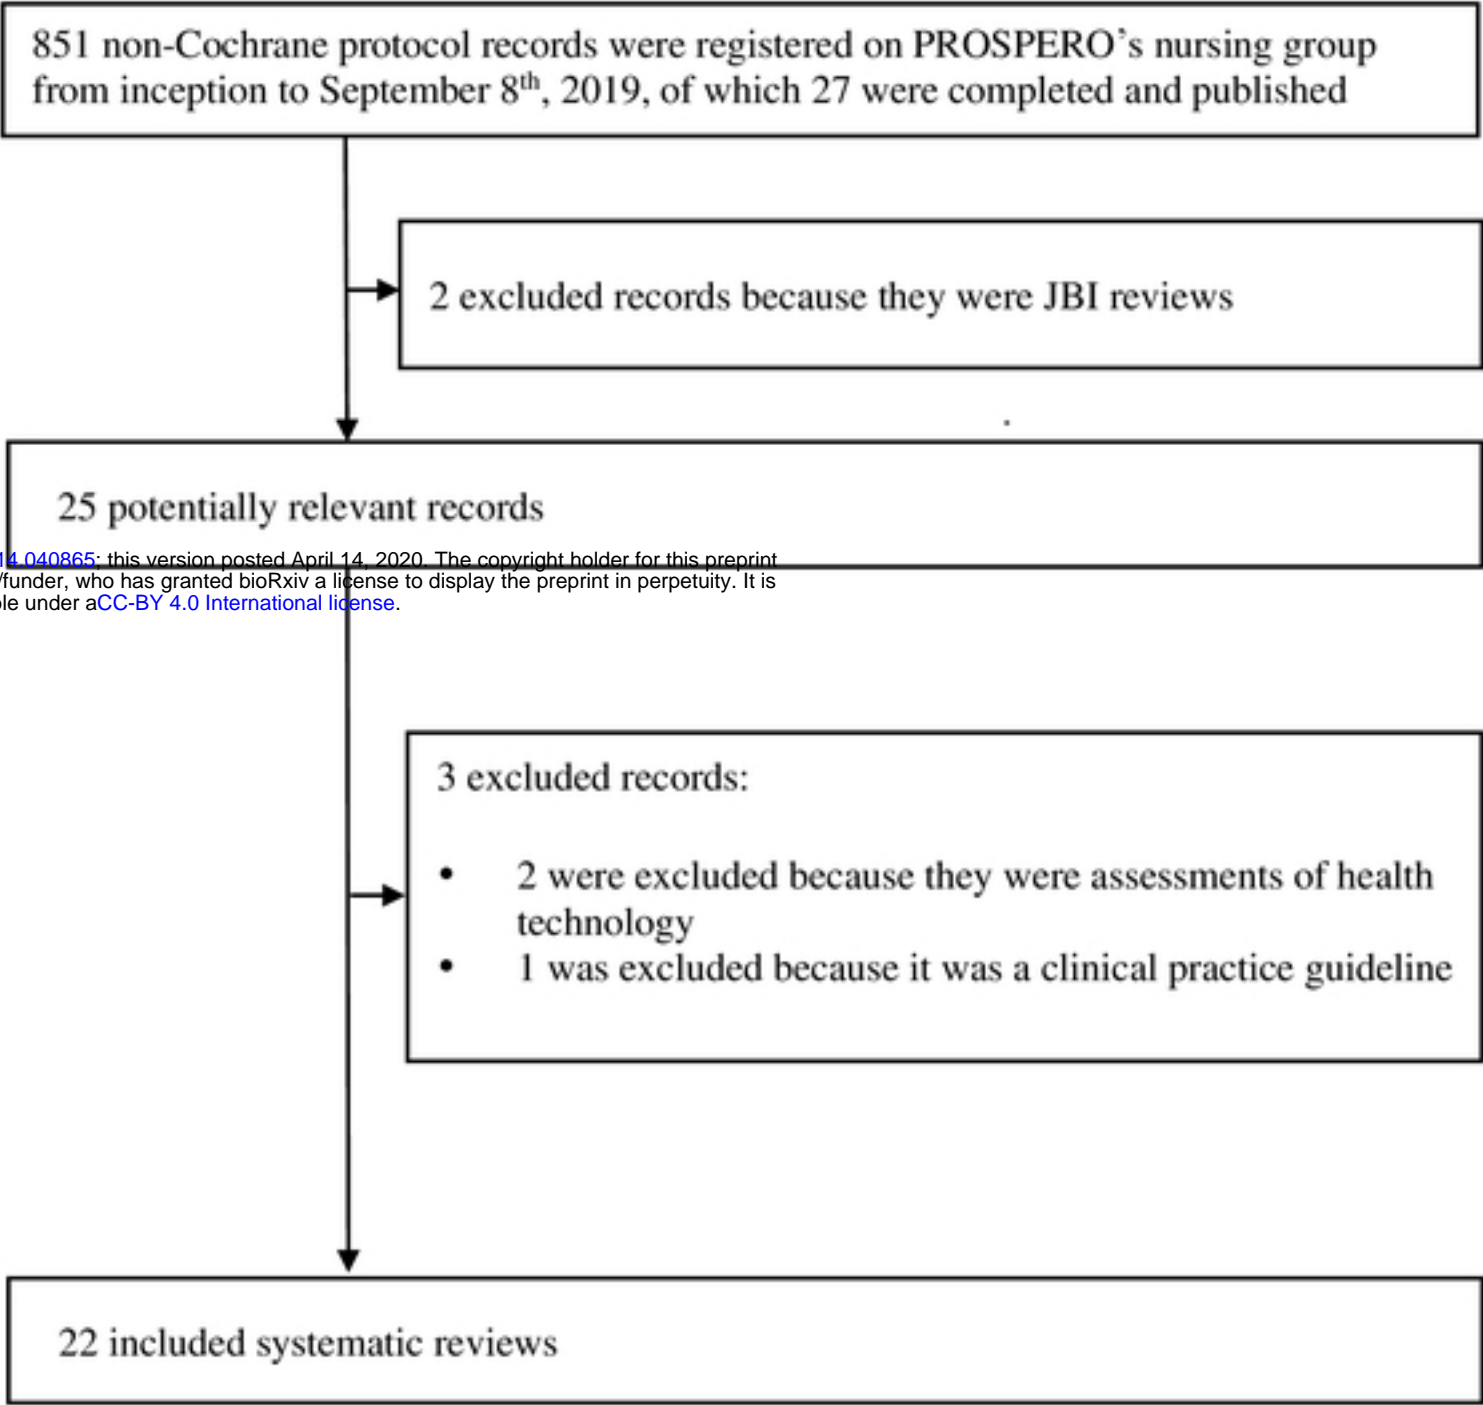 851 non-Cochrane protocol records were registered on PROSPERO's nursing group
from inception to September 8th, 2019, of which 27 were completed and published
2 excluded records because they were JBI reviews
25 potentially relevant records
14.040865; this version posted April 14, 2020. The copyright holder for this preprint
/funder, who has granted bioRxiv a license to display the preprint in perpetuity. It is
under aCC-BY 4.0 International license.
3 excluded records:
• 2 were excluded because they were assessments of health
technology
• 1 was excluded because it was a clinical practice guideline
22 included systematic reviews